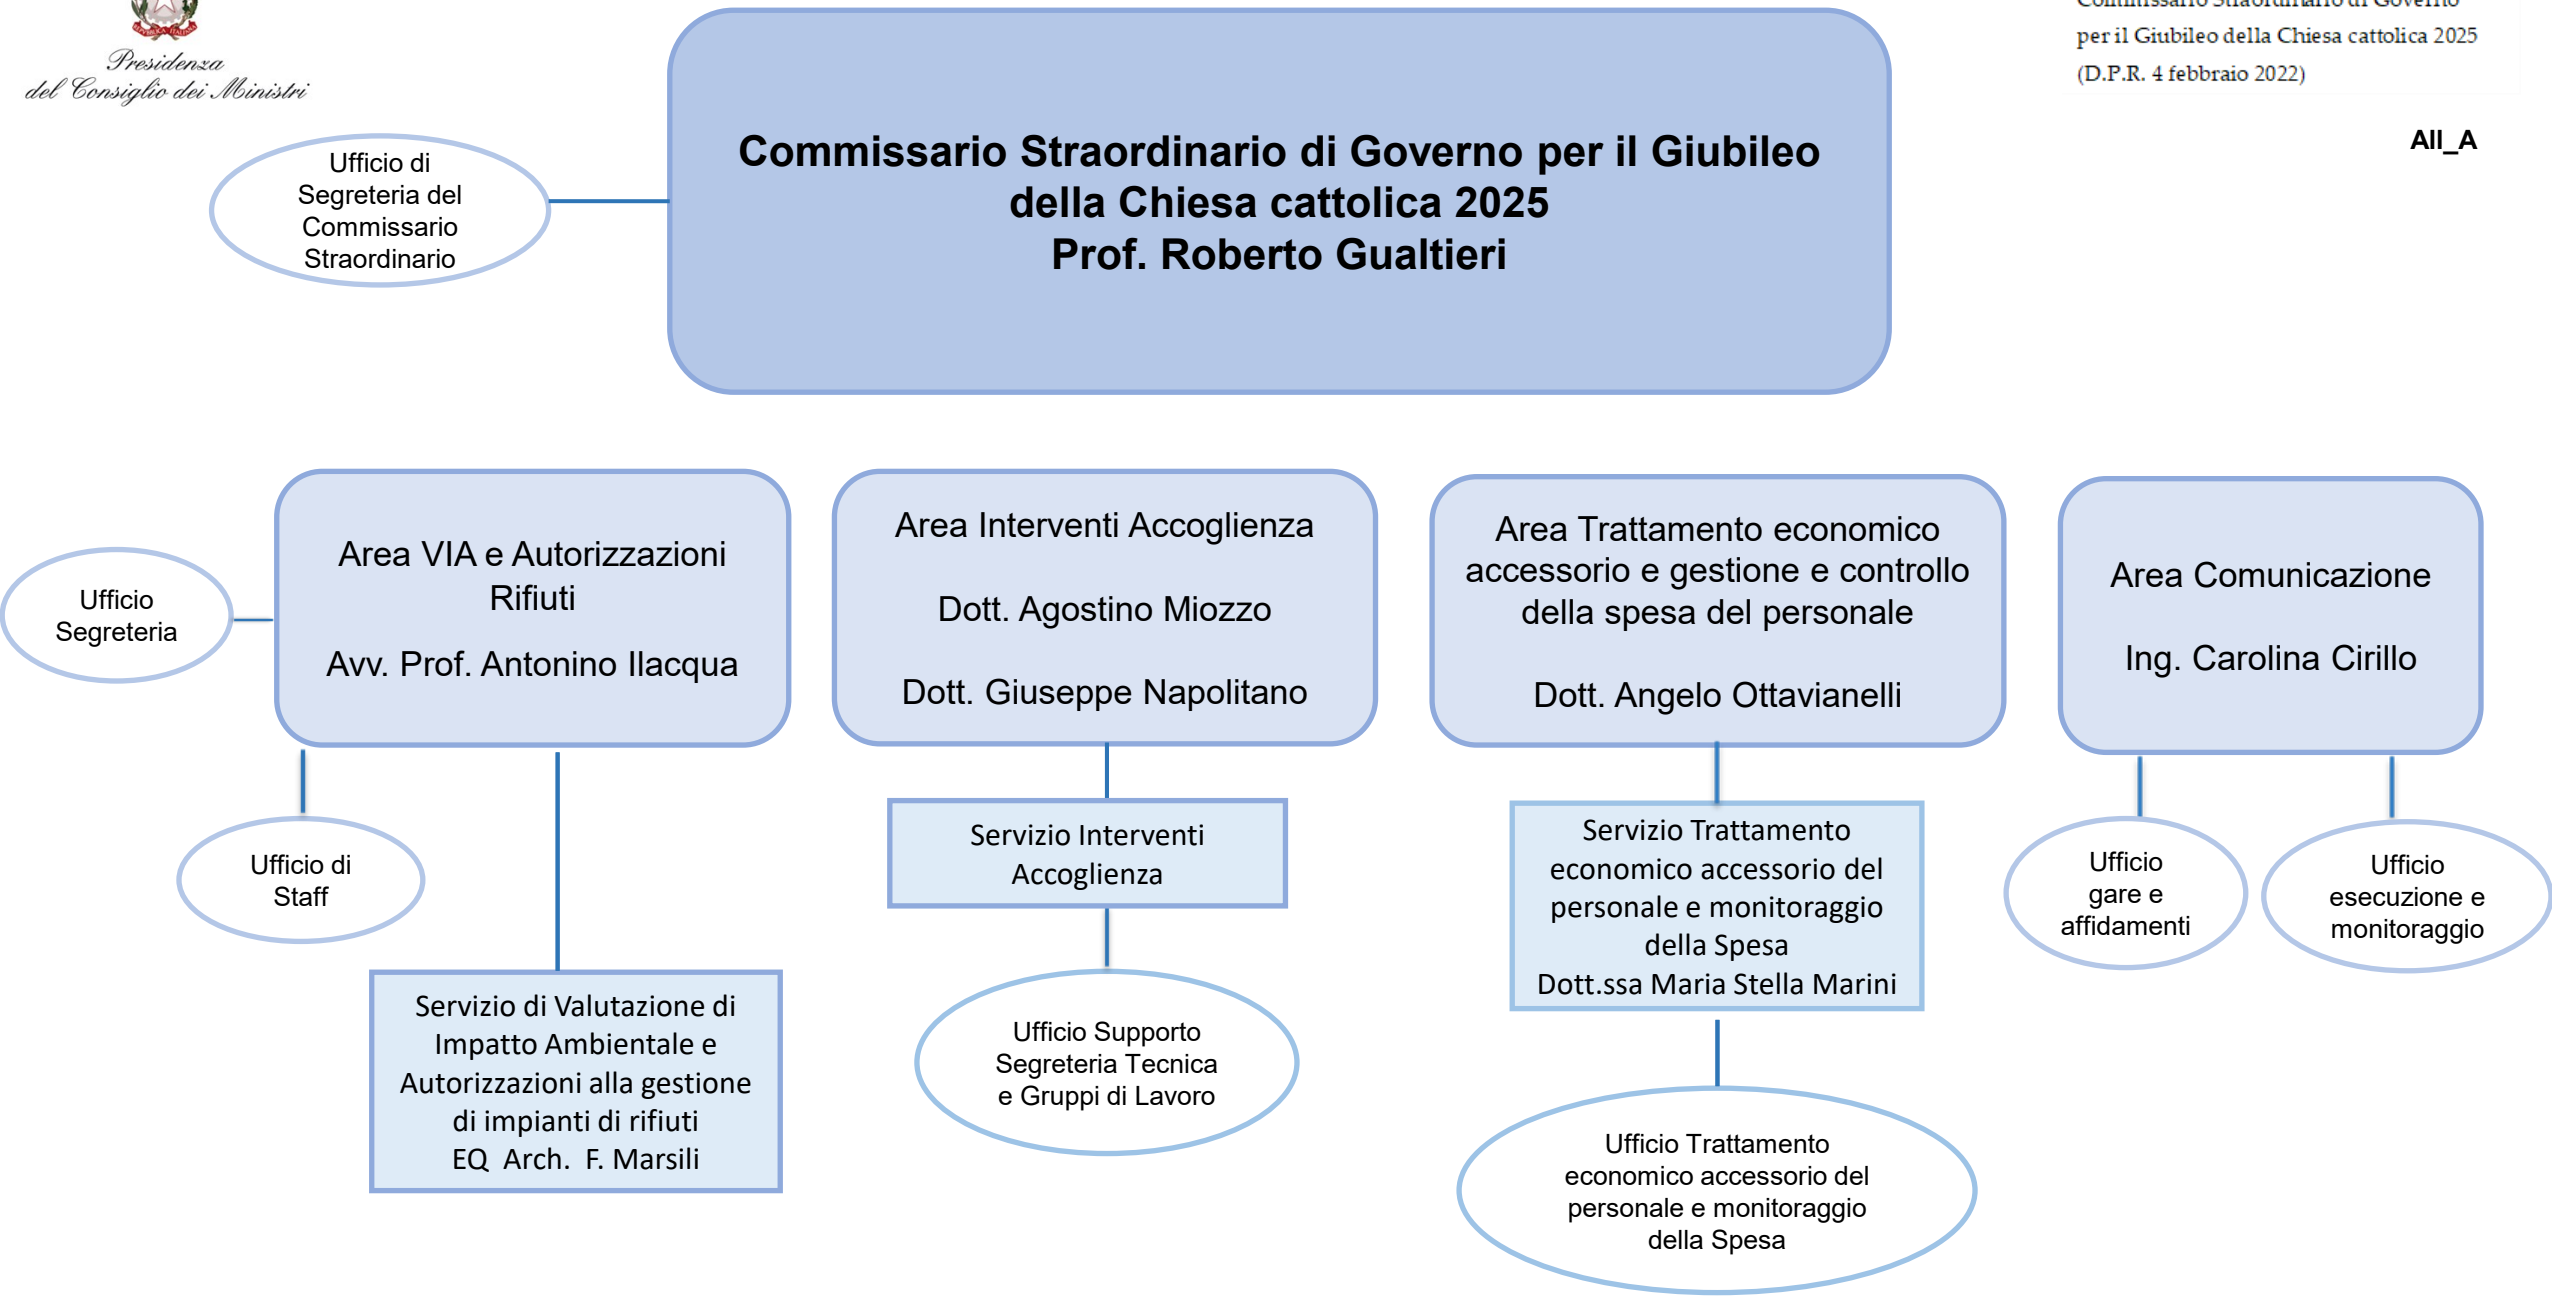 Presidenza
del Consiglio dei Ministri
Commissario Straordinario di Governo
per il Giubileo della Chiesa cattolica 2025
(D.P.R. 4 febbraio 2022)
All_A
Ufficio di
Segreteria del
Commissario
Straordinario
Commissario Straordinario di Governo per il Giubileo
della Chiesa cattolica 2025
Prof. Roberto Gualtieri
Ufficio
Segreteria
Area VIA e Autorizzazioni
Rifiuti
Avv. Prof. Antonino Ilacqua
Area Interventi Accoglienza
Dott. Agostino Miozzo
Dott. Giuseppe Napolitano
Area Trattamento economico
accessorio e gestione e controllo
della spesa del personale
Dott. Angelo Ottavianelli
Area Comunicazione
Ing. Carolina Cirillo
Ufficio di
Staff
Servizio di Valutazione di
Impatto Ambientale e
Autorizzazioni alla gestione
di impianti di rifiuti
EQ Arch. F. Marsili
Servizio Interventi
Accoglienza
Ufficio Supporto
Segreteria Tecnica
e Gruppi di Lavoro
Servizio Trattamento
economico accessorio del
personale e monitoraggio
della Spesa
Dott.ssa Maria Stella Marini
Ufficio Trattamento
economico accessorio del
personale e monitoraggio
della Spesa
Ufficio
gare e
affidamenti
Ufficio
esecuzione e
monitoraggio